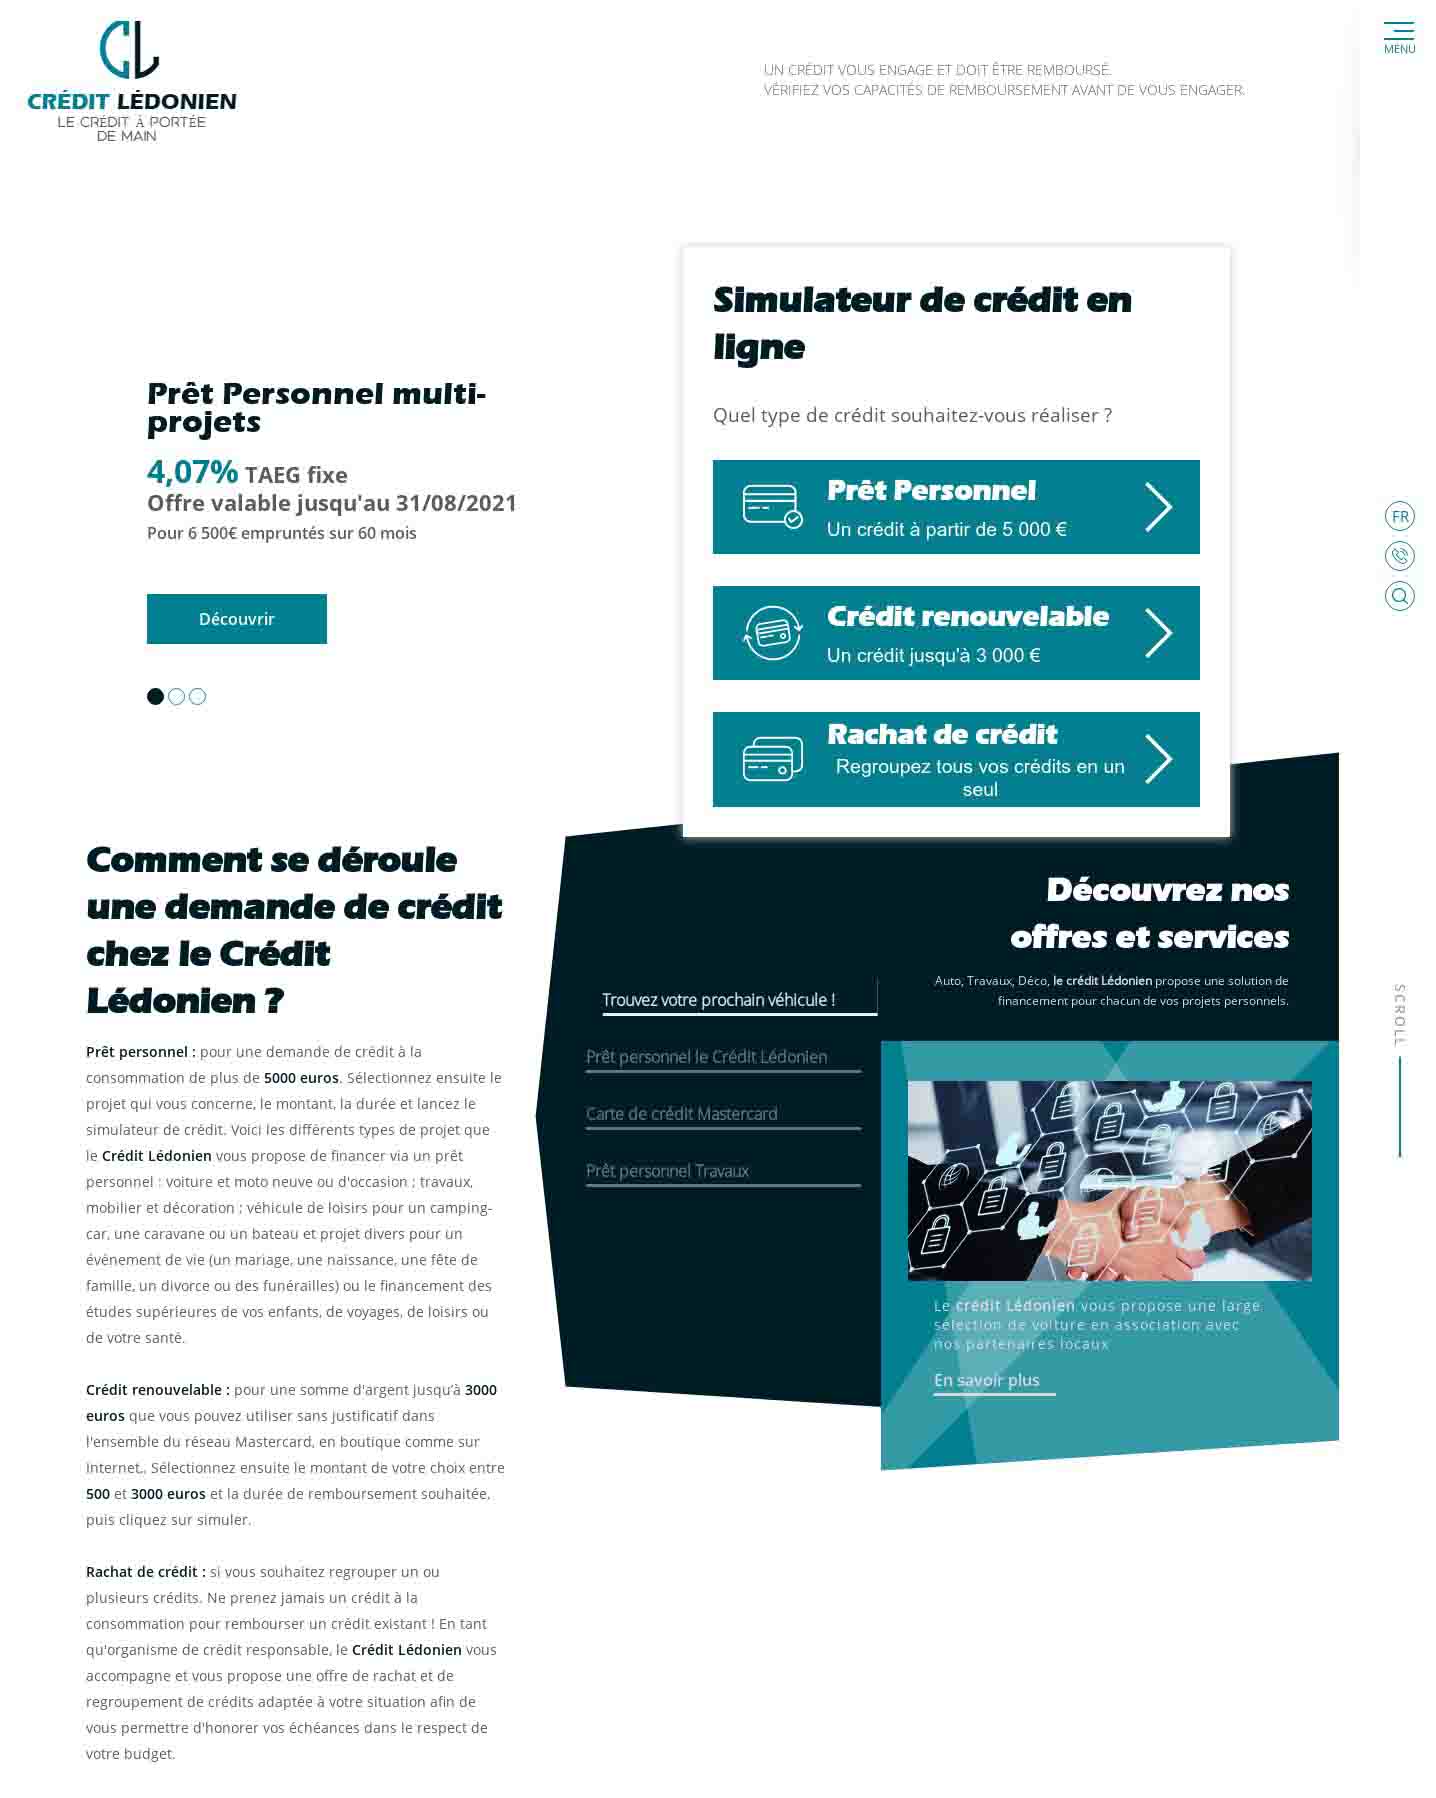 CRÉDIT LÉDONIEN
LE CRÉDIT À PORTÉE
DE MAIN
UN CRÉDIT VOUS ENGAGE ET DOIT ÊTRE REMBOURSÉ.
VÉRIFIEZ VOS CAPACITÉS DE REMBOURSEMENT AVANT DE VOUS ENGAGER.
MENU
Prêt Personnel multi-
projets
4,07% TAEG fixe
Offre valable jusqu'au 31/08/2021
Pour 6 500€ empruntés sur 60 mois
Découvrir
Simulateur de crédit en
ligne
Quel type de crédit souhaitez-vous réaliser ?
Prêt Personnel
Un crédit à partir de 5 000 €
Crédit renouvelable
Un crédit jusqu'à 3 000 €
Rachat de crédit
Regroupez tous vos crédits en un
seul
FR
Comment se déroule
une demande de crédit
chez le Crédit
Lédonien ?
Prêt personnel : pour une demande de crédit à la
consommation de plus de 5000 euros. Sélectionnez ensuite le
projet qui vous concerne, le montant, la durée et lancez le
simulateur de crédit. Voici les différents types de projet que
le Crédit Lédonien vous propose de financer via un prêt
personnel : voiture et moto neuve ou d'occasion ; travaux,
mobilier et décoration ; véhicule de loisirs pour un camping-
car, une caravane ou un bateau et projet divers pour un
événement de vie (un mariage, une naissance, une fête de
famille, un divorce ou des funérailles) ou le financement des
études supérieures de vos enfants, de voyages, de loisirs ou
de votre santé.
Crédit renouvelable : pour une somme d'argent jusqu'à 3000
euros que vous pouvez utiliser sans justificatif dans
l'ensemble du réseau Mastercard, en boutique comme sur
Internet,. Sélectionnez ensuite le montant de votre choix entre
500 et 3000 euros et la durée de remboursement souhaitée,
puis cliquez sur simuler.
Rachat de crédit : si vous souhaitez regrouper un ou
plusieurs crédits. Ne prenez jamais un crédit à la
consommation pour rembourser un crédit existant ! En tant
qu'organisme de crédit responsable, le Crédit Lédonien vous
accompagne et vous propose une offre de rachat et de
regroupement de crédits adaptée à votre situation afin de
vous permettre d'honorer vos échéances dans le respect de
votre budget.
Découvrez nos
offres et services
Auto, Travaux, Déco, le crédit Lédonien propose une solution de
financement pour chacun de vos projets personnels.
Trouvez votre prochain véhicule !
Prêt personnel le Crédit Lédonien
Carte de crédit Mastercard
Prêt personnel Travaux
Le crédit Lédonien vous propose une large
sélection de voiture en association avec
nos partenaires locaux
En savoir plus
SCROLL